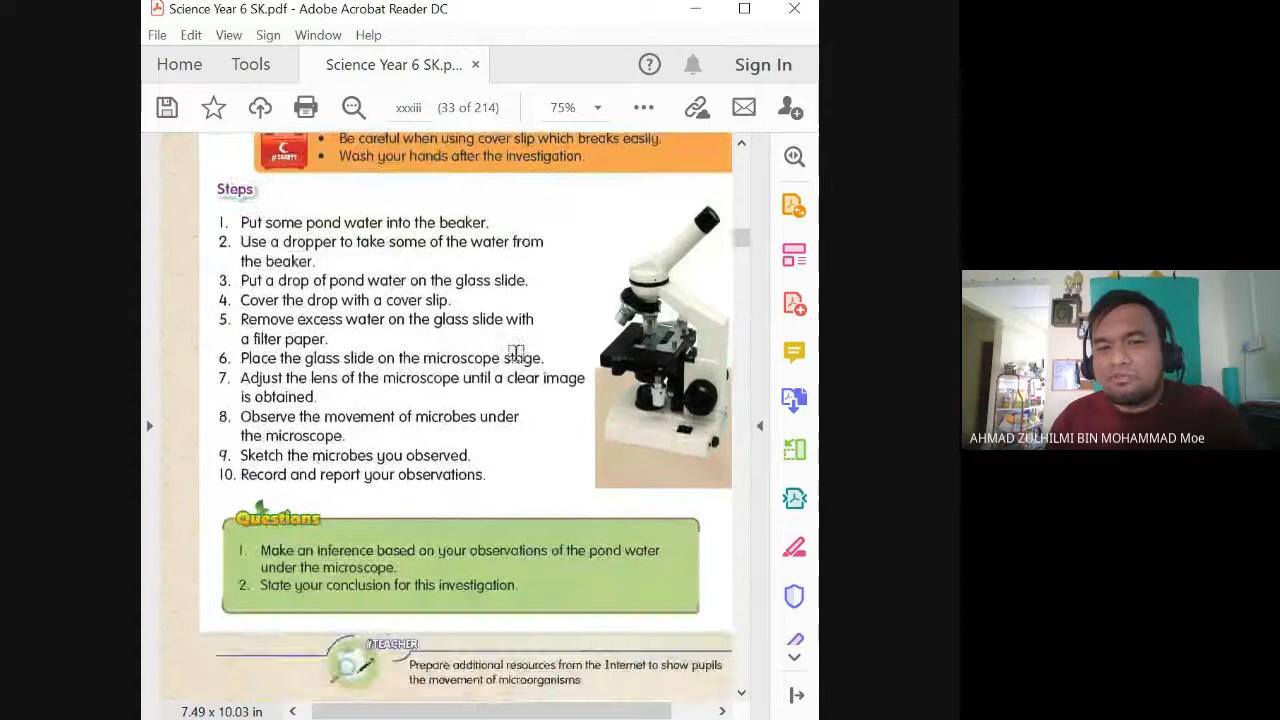 Science Year 6 SK.pdf - Adobe Acrobat Reader DC
File Edit View Sign Window Help
Home Tools Science Year 6 SK.p... × Sign In
xxxiii (33 of 214) 75%
#SAFETY
• Be careful when using cover slip which breaks easily.
• Wash your hands after the investigation.
Steps
1. Put some pond water into the beaker.
2. Use a dropper to take some of the water from
the beaker.
3. Put a drop of pond water on the glass slide.
4. Cover the drop with a cover slip.
5. Remove excess water on the glass slide with
a filter paper.
6. Place the glass slide on the microscope stage.
7. Adjust the lens of the microscope until a clear image
is obtained.
8. Observe the movement of microbes under
the microscope.
9. Sketch the microbes you observed.
10. Record and report your observations.
Questions
1. Make an inference based on your observations of the pond water
under the microscope.
2. State your conclusion for this investigation.
#TEACHER
Prepare additional resources from the Internet to show pupils
the movement of microorganisms
7.49 x 10.03 in
AHMAD ZULHILMI BIN MOHAMMAD Moe